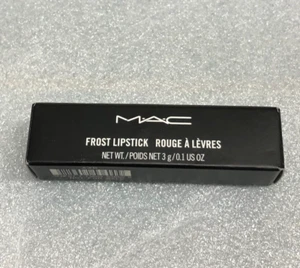 MAC
FROST LIPSTICK ROUGE À LÈVRES
NET WT. / POIDS NET 3 g / 0.1 US OZ